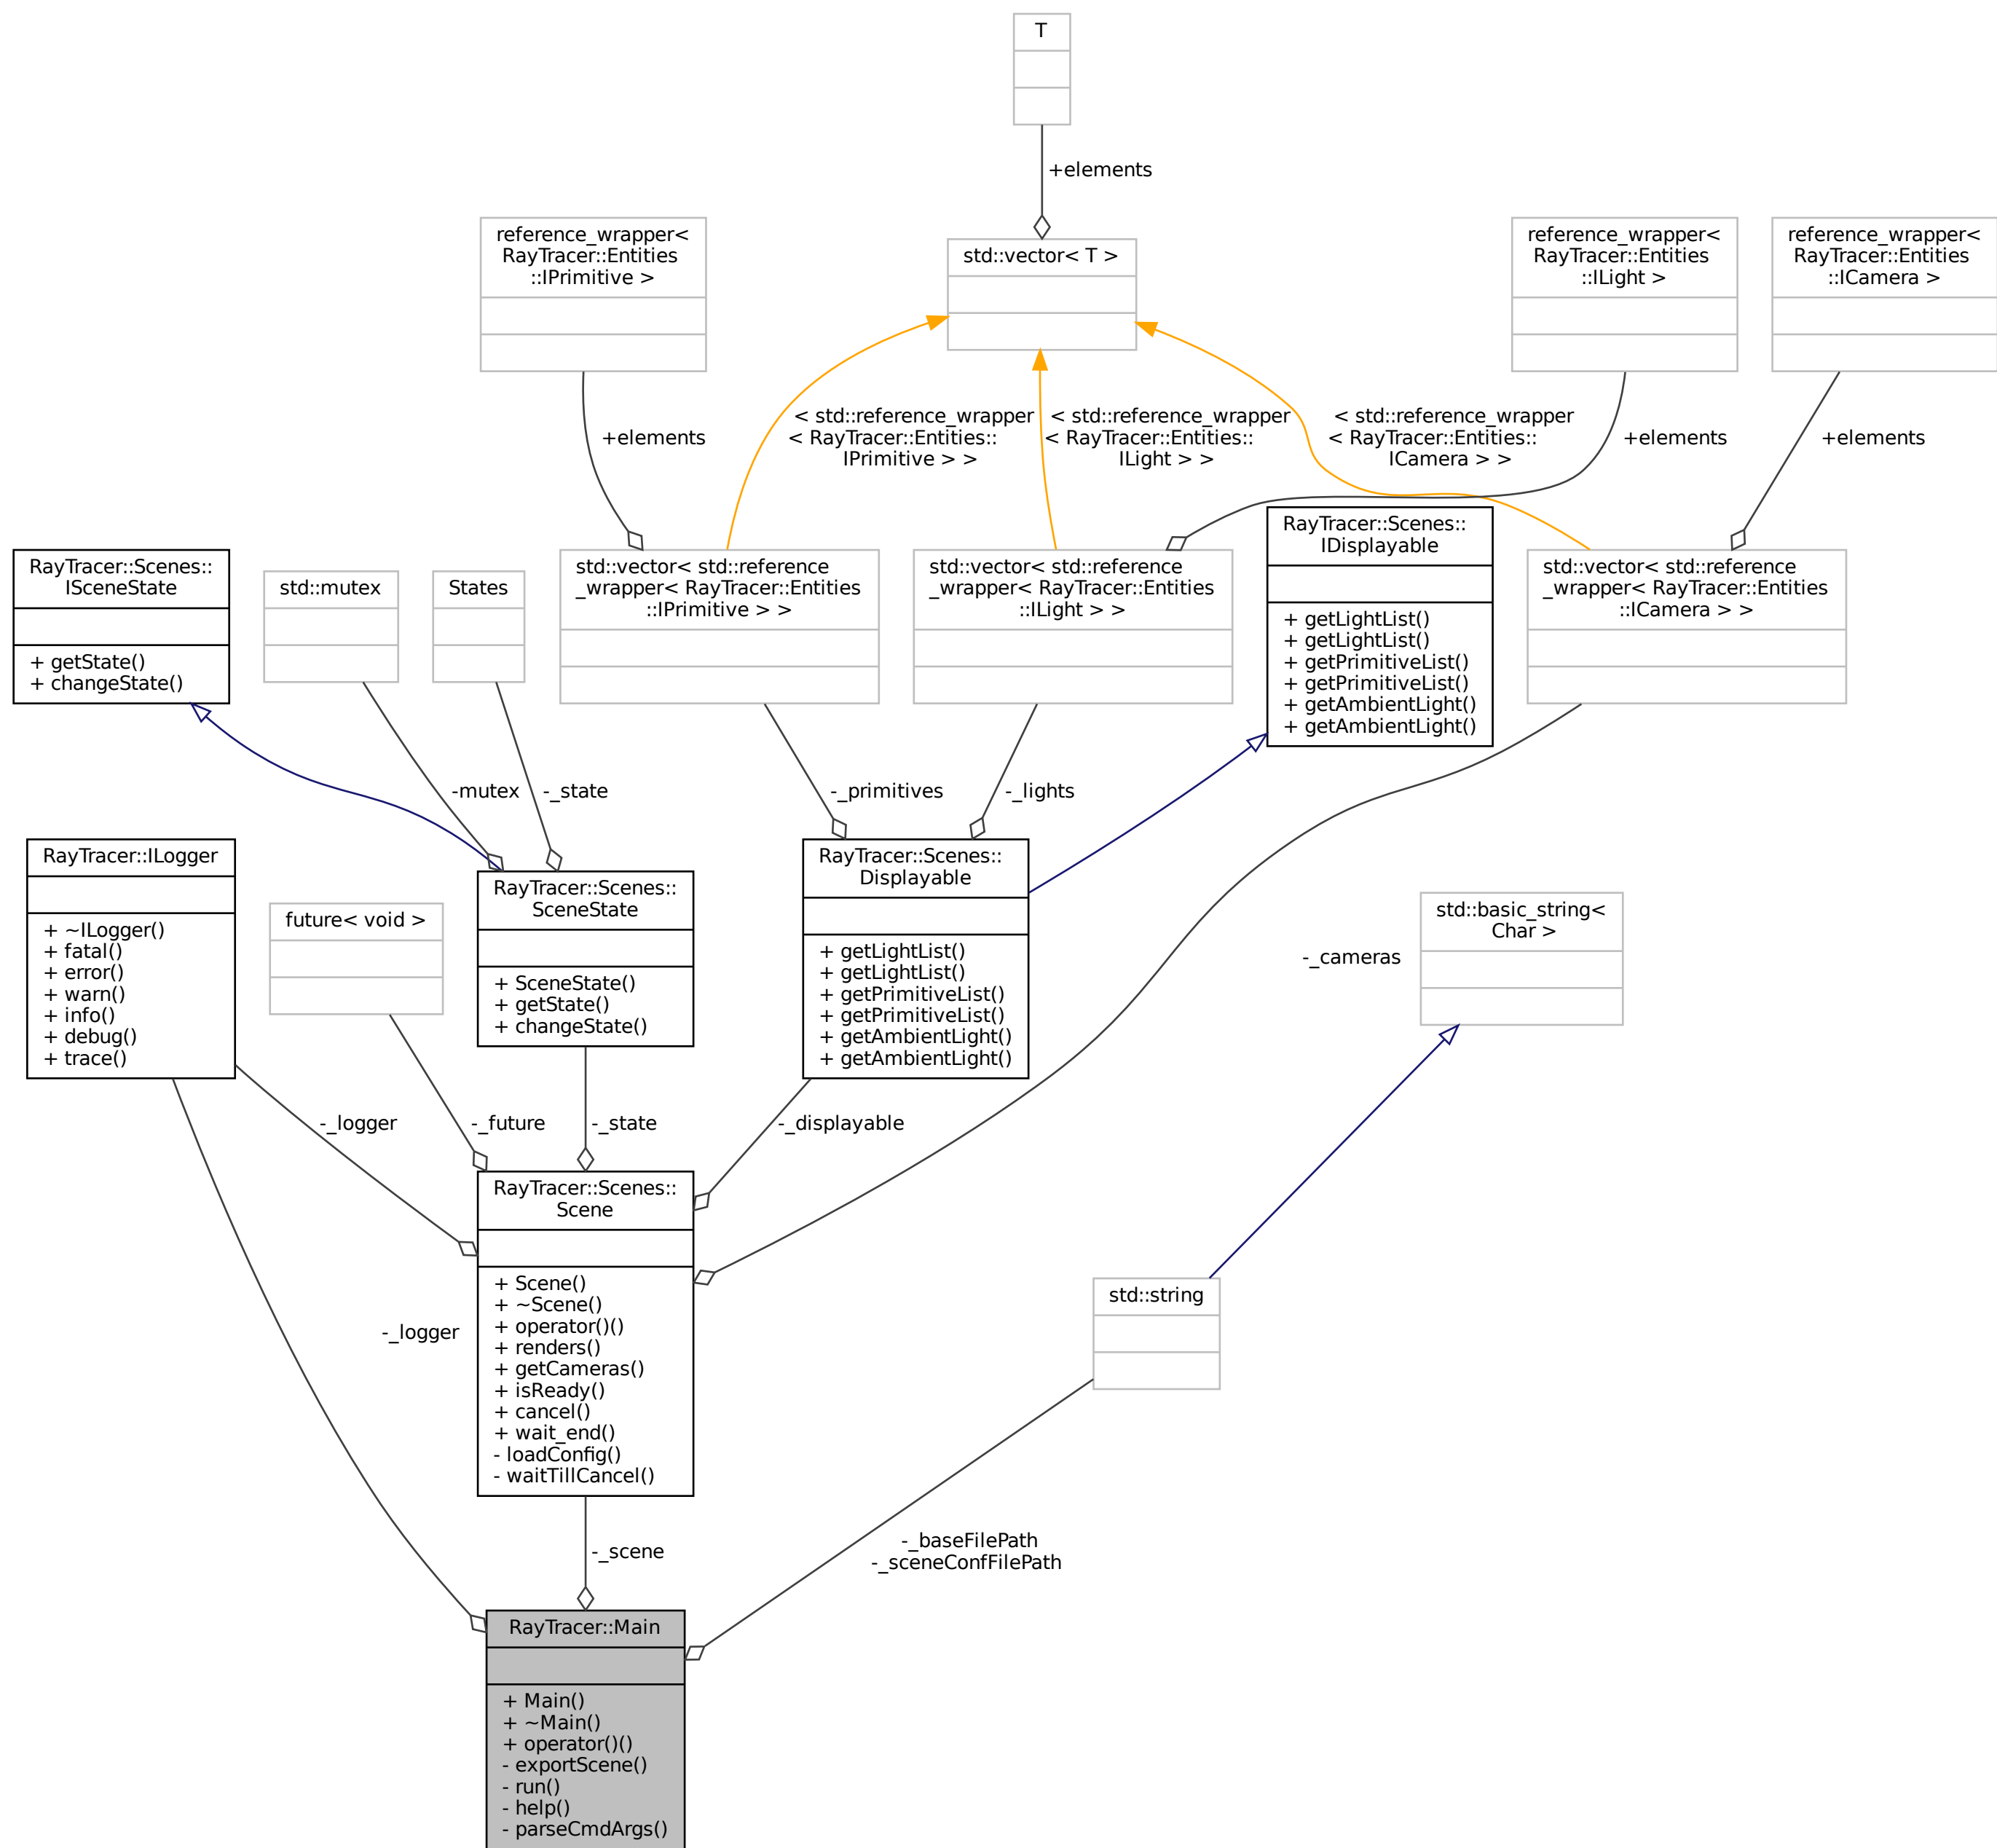 T
+elements
reference_wrapper<
RayTracer::Entities
::IPrimitive >
std::vector< T >
reference_wrapper<
RayTracer::Entities
::ILight >
reference_wrapper<
RayTracer::Entities
::ICamera >
+elements
< std::reference_wrapper
< RayTracer::Entities::
IPrimitive > >
< std::reference_wrapper
< RayTracer::Entities::
ILight > >
< std::reference_wrapper
< RayTracer::Entities::
ICamera > >
+elements
+elements
RayTracer::Scenes::
ISceneState
+ getState()
+ changeState()
std::mutex
States
std::vector< std::reference
_wrapper< RayTracer::Entities
::IPrimitive > >
std::vector< std::reference
_wrapper< RayTracer::Entities
::ILight > >
RayTracer::Scenes::
IDisplayable
+ getLightList()
+ getLightList()
+ getPrimitiveList()
+ getPrimitiveList()
+ getAmbientLight()
+ getAmbientLight()
std::vector< std::reference
_wrapper< RayTracer::Entities
::ICamera > >
-mutex
-_state
-_primitives
-_lights
RayTracer::ILogger
+ ~ILogger()
+ fatal()
+ error()
+ warn()
+ info()
+ debug()
+ trace()
future< void >
RayTracer::Scenes::
SceneState
+ SceneState()
+ getState()
+ changeState()
RayTracer::Scenes::
Displayable
+ getLightList()
+ getLightList()
+ getPrimitiveList()
+ getPrimitiveList()
+ getAmbientLight()
+ getAmbientLight()
-_cameras
std::basic_string<
Char >
-_logger
-_future
-_state
-_displayable
RayTracer::Scenes::
Scene
+ Scene()
+ ~Scene()
+ operator()()
+ renders()
+ getCameras()
+ isReady()
+ cancel()
+ wait_end()
- loadConfig()
- waitTillCancel()
-_logger
std::string
-_scene
-_baseFilePath
-_sceneConfFilePath
RayTracer::Main
+ Main()
+ ~Main()
+ operator()()
- exportScene()
- run()
- help()
- parseCmdArgs()